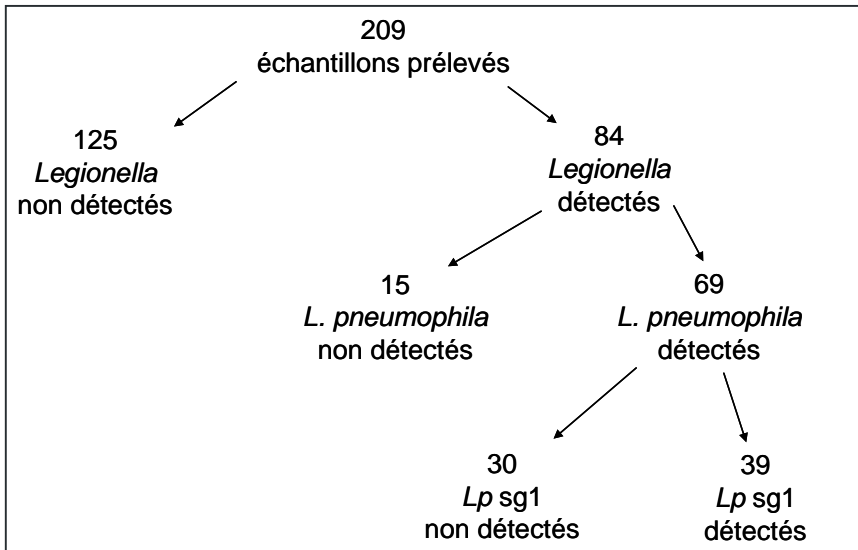 209
échantillons prélevés
125
Legionella
non détectés
84
Legionella
détectés
15
L. pneumophila
non détectés
69
L. pneumophila
détectés
30
Lp sg1
non détectés
39
Lp sg1
détectés